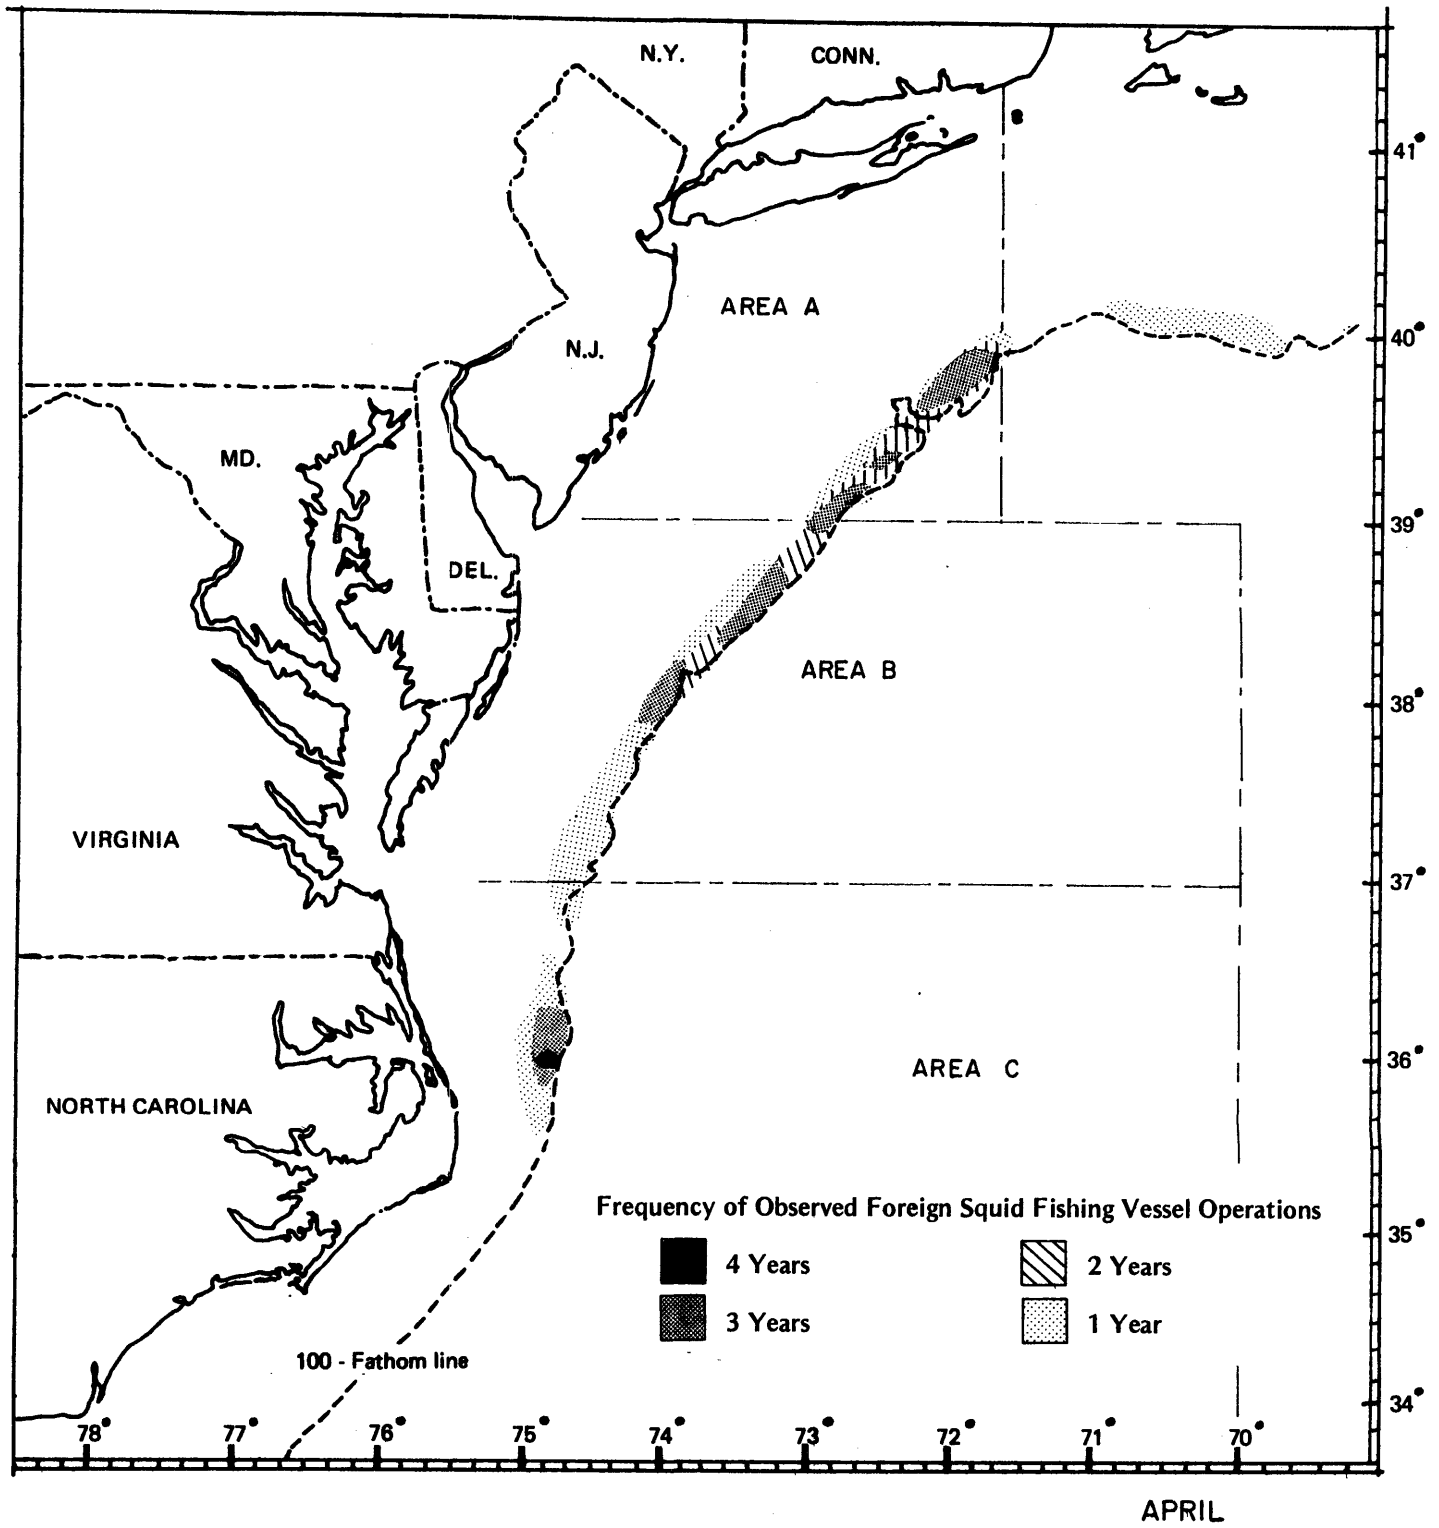 N.Y.
CONN.
41°
AREA A
40°
N.J.
MD.
39°
DEL.
AREA B
38°
VIRGINIA
37°
36°
AREA C
NORTH CAROLINA
Frequency of Observed Foreign Squid Fishing Vessel Operations
35°
4 Years
2 Years
3 Years
1 Year
100 - Fathom line
34°
78° 77° 76° 75° 74° 73° 72° 71° 70°
APRIL